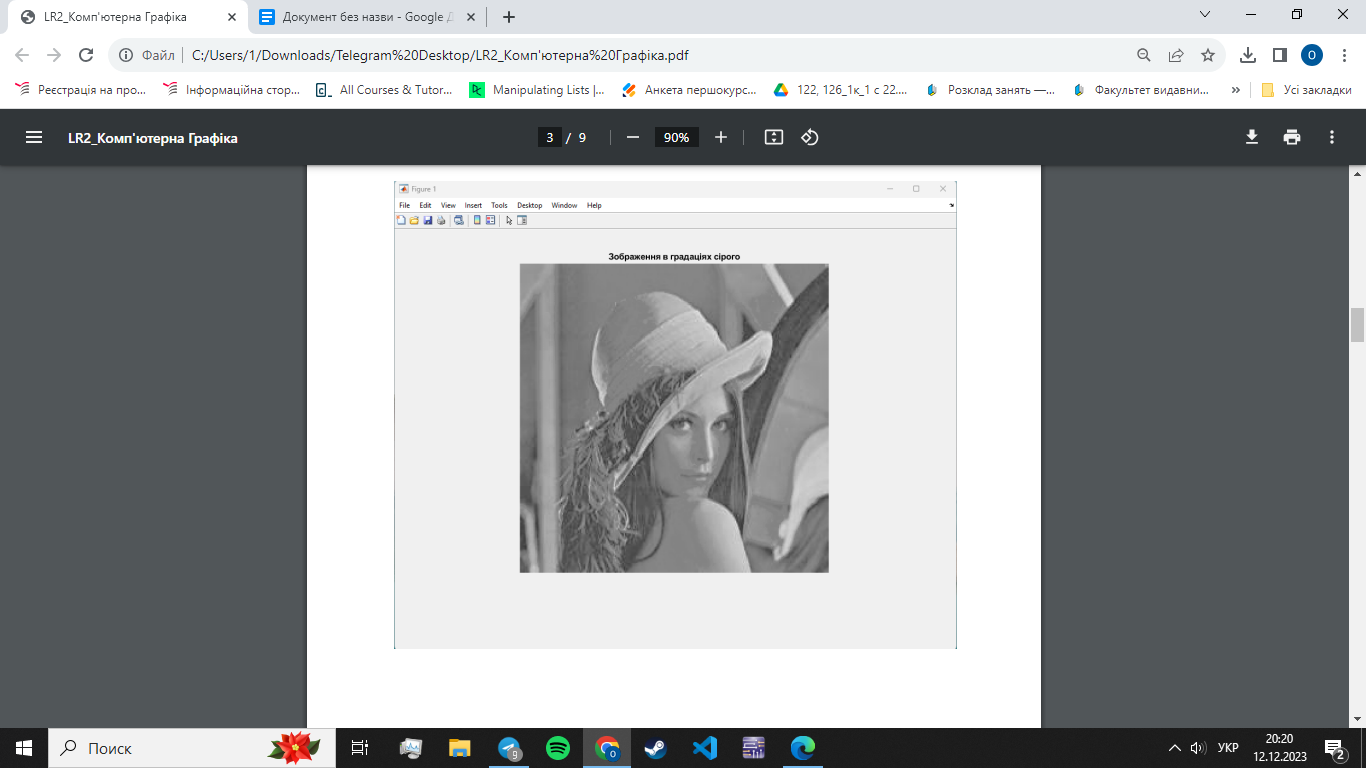 LR2_Комп'ютерна Графіка
Документ без назви - Google Д
Файл
C:/Users/1/Downloads/Telegram%20Desktop/LR2_Комп'ютерна%20Графіка.pdf
Реєстрація на про...
Інформаційна стор...
All Courses & Tutor...
Manipulating Lists |...
Анкета першокурс...
122, 126_1к_1 с 22....
Розклад занять —...
Факультет видавни...
»
Усі закладки
LR2_Комп'ютерна Графіка
3 / 9
90%
Figure 1
File Edit View Insert Tools Desktop Window Help
Зображення в градаціях сірого
Поиск
9
УКР
20:20
12.12.2023
2